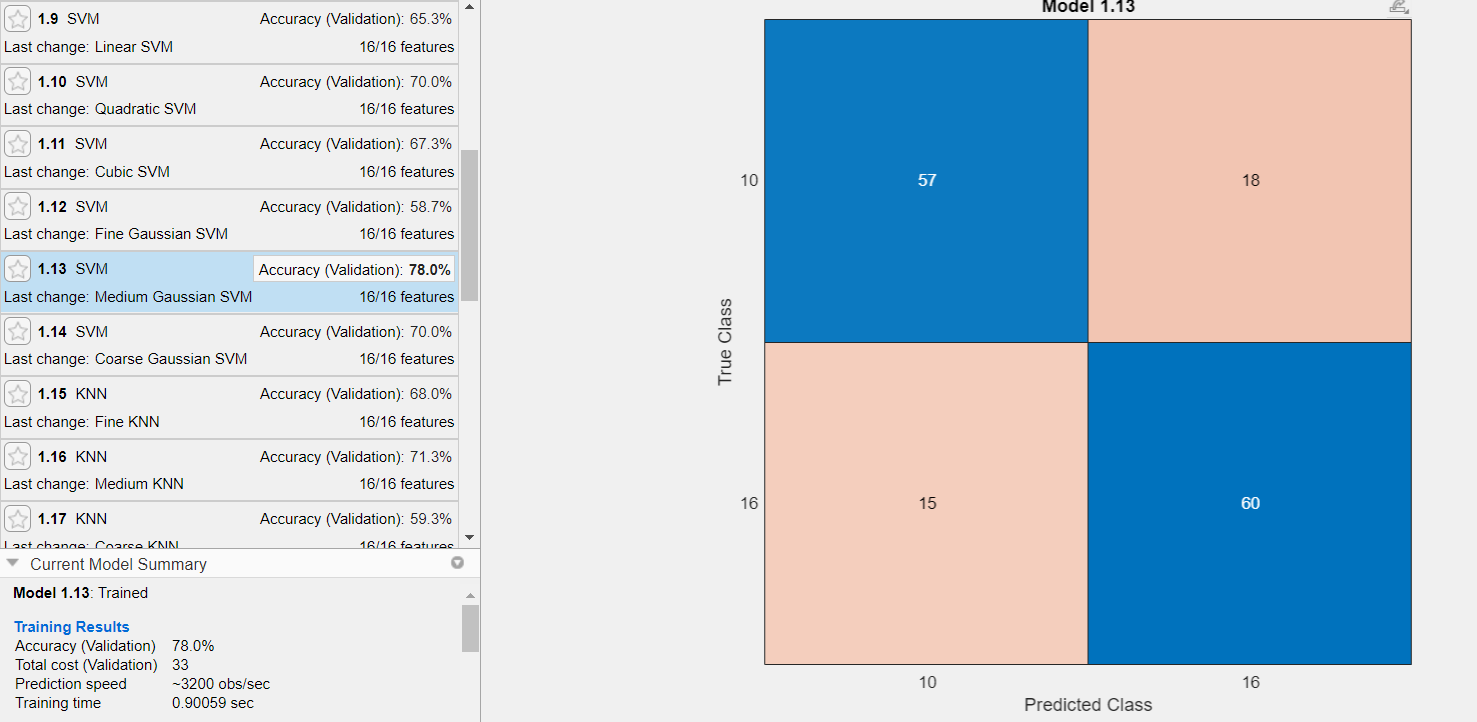 1.9 SVM Accuracy (Validation): 65.3%
Last change: Linear SVM 16/16 features
1.10 SVM Accuracy (Validation): 70.0%
Last change: Quadratic SVM 16/16 features
1.11 SVM Accuracy (Validation): 67.3%
Last change: Cubic SVM 16/16 features
1.12 SVM Accuracy (Validation): 58.7%
Last change: Fine Gaussian SVM 16/16 features
1.13 SVM Accuracy (Validation): 78.0%
Last change: Medium Gaussian SVM 16/16 features
1.14 SVM Accuracy (Validation): 70.0%
Last change: Coarse Gaussian SVM 16/16 features
1.15 KNN Accuracy (Validation): 68.0%
Last change: Fine KNN 16/16 features
1.16 KNN Accuracy (Validation): 71.3%
Last change: Medium KNN 16/16 features
1.17 KNN Accuracy (Validation): 59.3%
Last change: Coarse KNN 16/16 features
Current Model Summary
Model 1.13: Trained
Training Results
Accuracy (Validation) 78.0%
Total cost (Validation) 33
Prediction speed ~3200 obs/sec
Training time 0.90059 sec
Model 1.13
True Class
10 57 18
16 15 60
10 16
Predicted Class